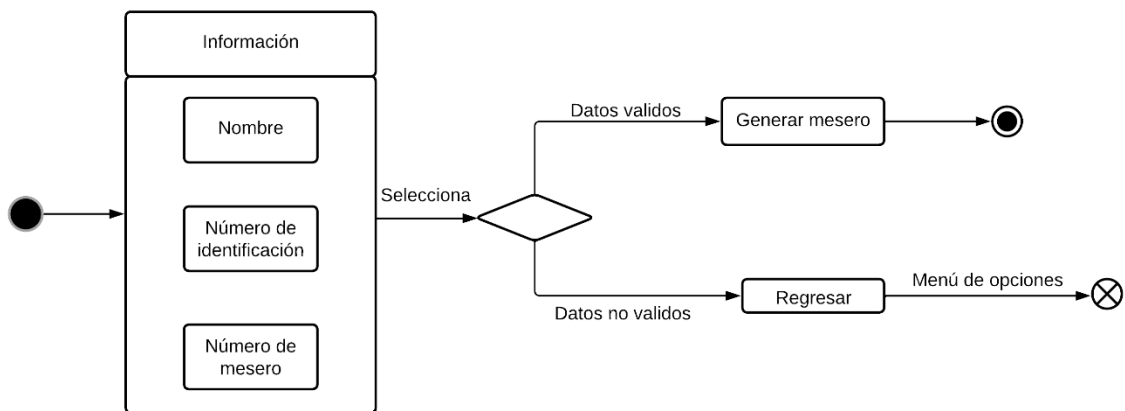 Información
Nombre
Número de
identificación
Número de
mesero
Selecciona
Datos validos
Generar mesero
Datos no validos
Regresar
Menú de opciones